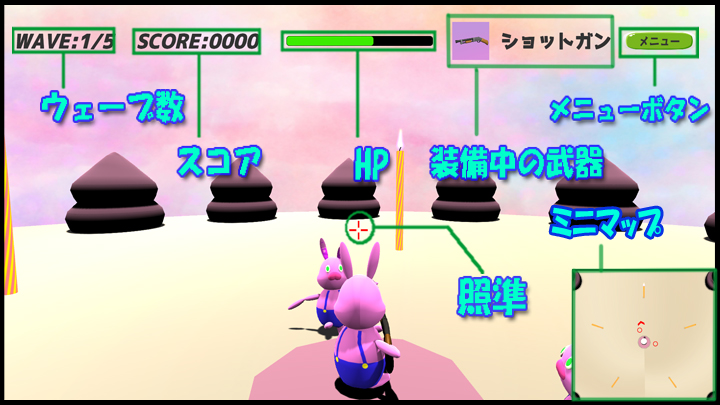 WAVE:1/5
SCORE:0000
ショットガン
メニュー
ウェーブ数
スコア
HP
装備中の武器
メニューボタン
ミニマップ
照準